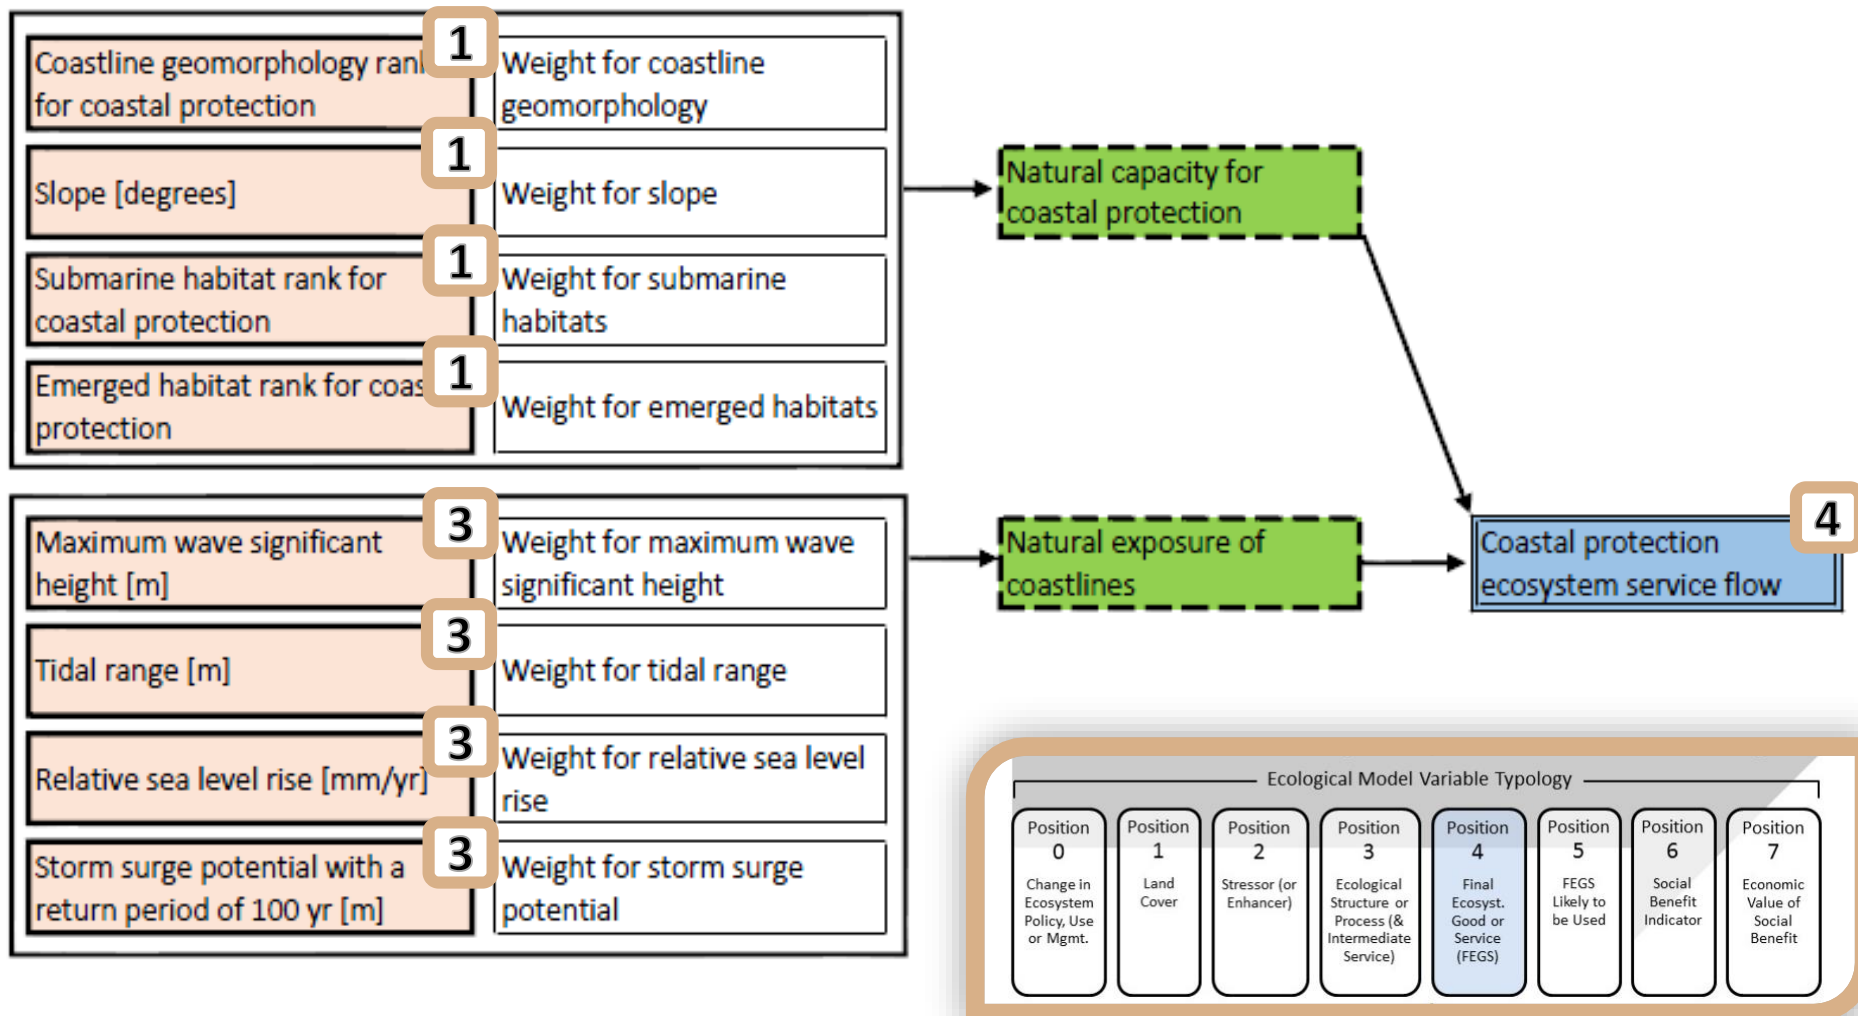 Coastline geomorphology ran
for coastal protection
1
Weight for coastline
geomorphology
Slope [degrees]
1
Weight for slope
Submarine habitat rank for
coastal protection
1
Weight for submarine
habitats
Emerged habitat rank for coas
protection
1
Weight for emerged habitats
Natural capacity for
coastal protection
Maximum wave significant
height [m]
3
Weight for maximum wave
significant height
Tidal range [m]
3
Weight for tidal range
Relative sea level rise [mm/yr]
3
Weight for relative sea level
rise
Storm surge potential with a
return period of 100 yr [m]
3
Weight for storm surge
potential
Natural exposure of
coastlines
Coastal protection
ecosystem service flow
4
Ecological Model Variable Typology
Position
0
Change in
Ecosystem
Policy, Use
or Mgmt.
Position
1
Land
Cover
Position
2
Stressor (or
Enhancer)
Position
3
Ecological
Structure or
Process (&
Intermediate
Service)
Position
4
Final
Ecosyst.
Good or
Service
(FEGS)
Position
5
FEGS
Likely to
be Used
Position
6
Social
Benefit
Indicator
Position
7
Economic
Value of
Social
Benefit